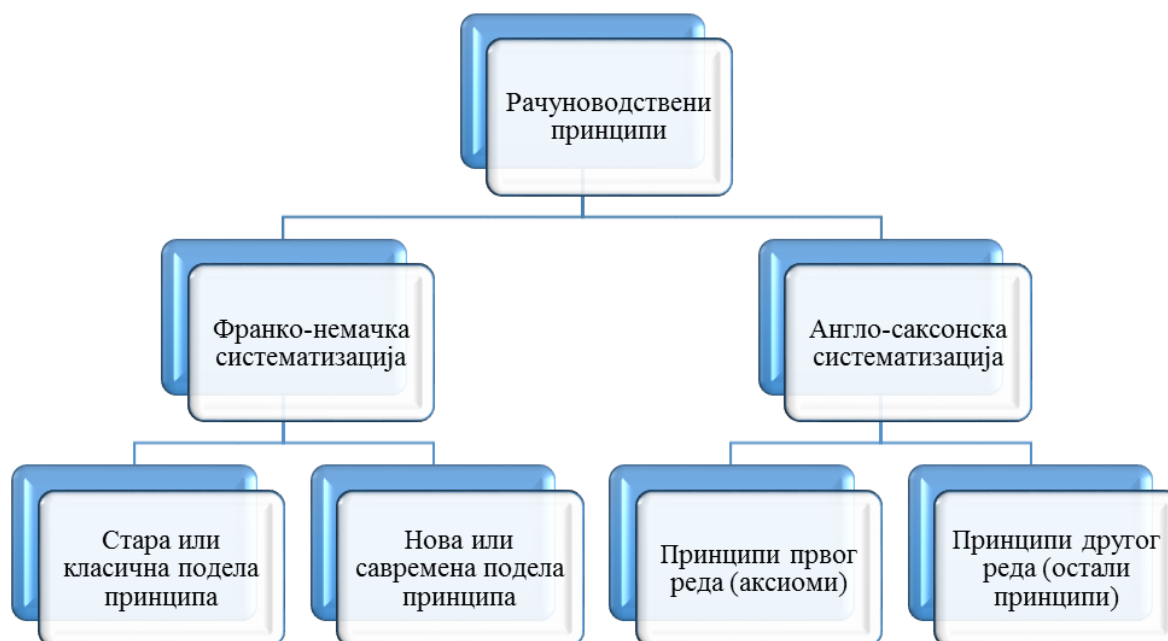 Рачуноводствени
принципи
Франко-немачка
систематизација
Англо-саксонска
систематизација
Стара или
класична подела
принципа
Нова или
савремена подела
принципа
Принципи првог
реда (аксиоми)
Принципи другог
реда (остали
принципи)